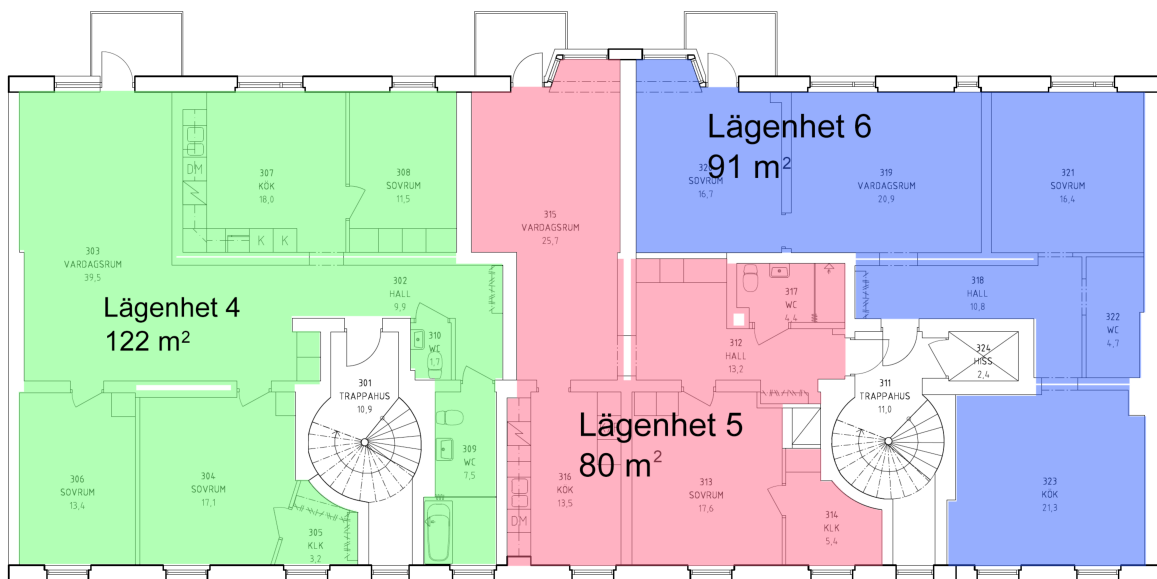 307
KÖK
18,0
308
SOVRUM
11,5
DM
K K
303
VARDAGSRUM
39,5
302
HALL
9,9
Lägenhet 4
122 m²
310
WC
1,7
301
TRAPPAHUS
10,9
309
WC
7,5
306
SOVRUM
13,4
304
SOVRUM
17,1
305
KLK
3,2
315
VARDAGSRUM
25,7
317
WC
4,4
312
HALL
13,2
Lägenhet 5
80 m²
316
KÖK
13,5
DM
313
SOVRUM
17,6
314
KLK
5,4
Lägenhet 6
91 m²
SOVRUM
16,7
319
VARDAGSRUM
20,9
321
SOVRUM
16,4
318
HALL
10,8
322
WC
4,7
324
HISS
2,4
311
TRAPPAHUS
11,0
323
KÖK
21,3